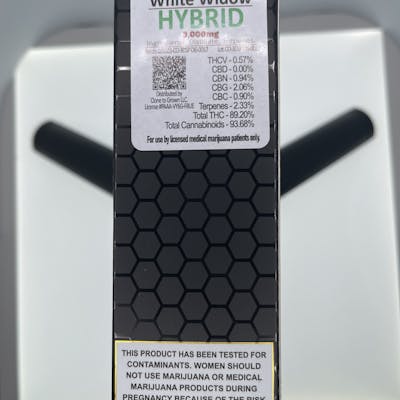 White Widow
HYBRID
THCV - 0.57%
CBD - 0.00%
CBN - 0.94%
CBG - 2.06%
CBC - 0.90%
Distributed by
Clone to Grown LLC
Terpenes - 2.33%
Total THC - 89.20%
Total Cannabinoids - 93.68%
For use by licensed medical marijuana patients only.
THIS PRODUCT HAS BEEN TESTED FOR
CONTAMINANTS. WOMEN SHOULD
NOT USE MARIJUANA OR MEDICAL
MARIJUANA PRODUCTS DURING
PREGNANCY BECAUSE OF THE RISK